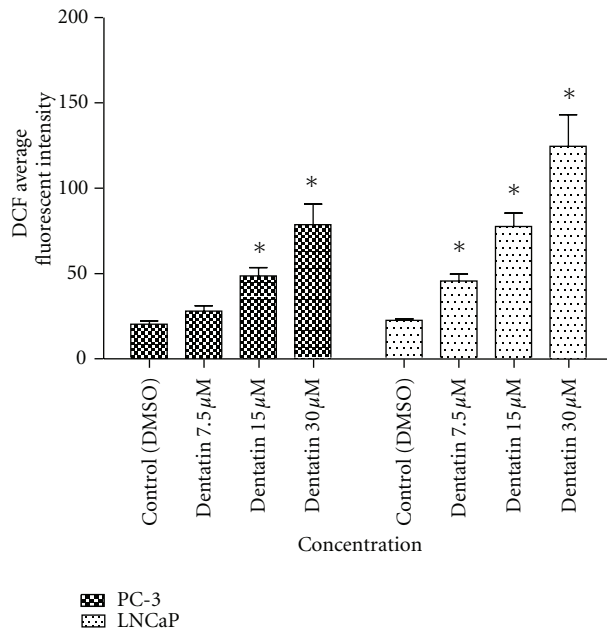 200
150
100
50
0
DCF average
fluorescent intensity
*
*
*
*
*
Control (DMSO)
Dentatin 7.5 μM
Dentatin 15 μM
Dentatin 30 μM
Control (DMSO)
Dentatin 7.5 μM
Dentatin 15 μM
Dentatin 30 μM
Concentration
PC-3
LNCaP